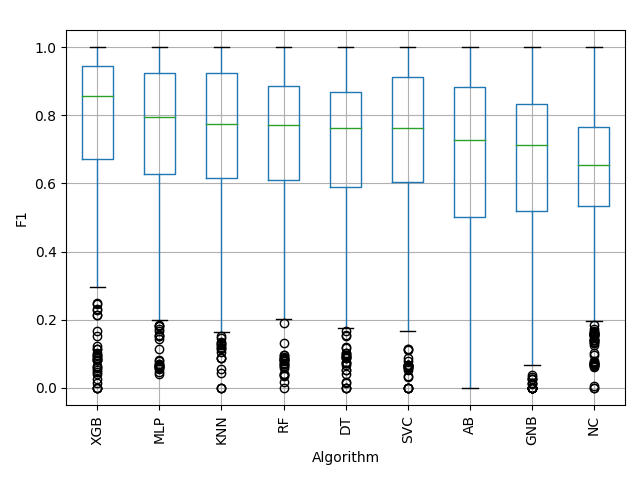 1.0
0.8
0.6
0.4
0.2
0.0
F1
XGB
MLP
KNN
RF
DT
SVC
AB
GNB
NC
Algorithm